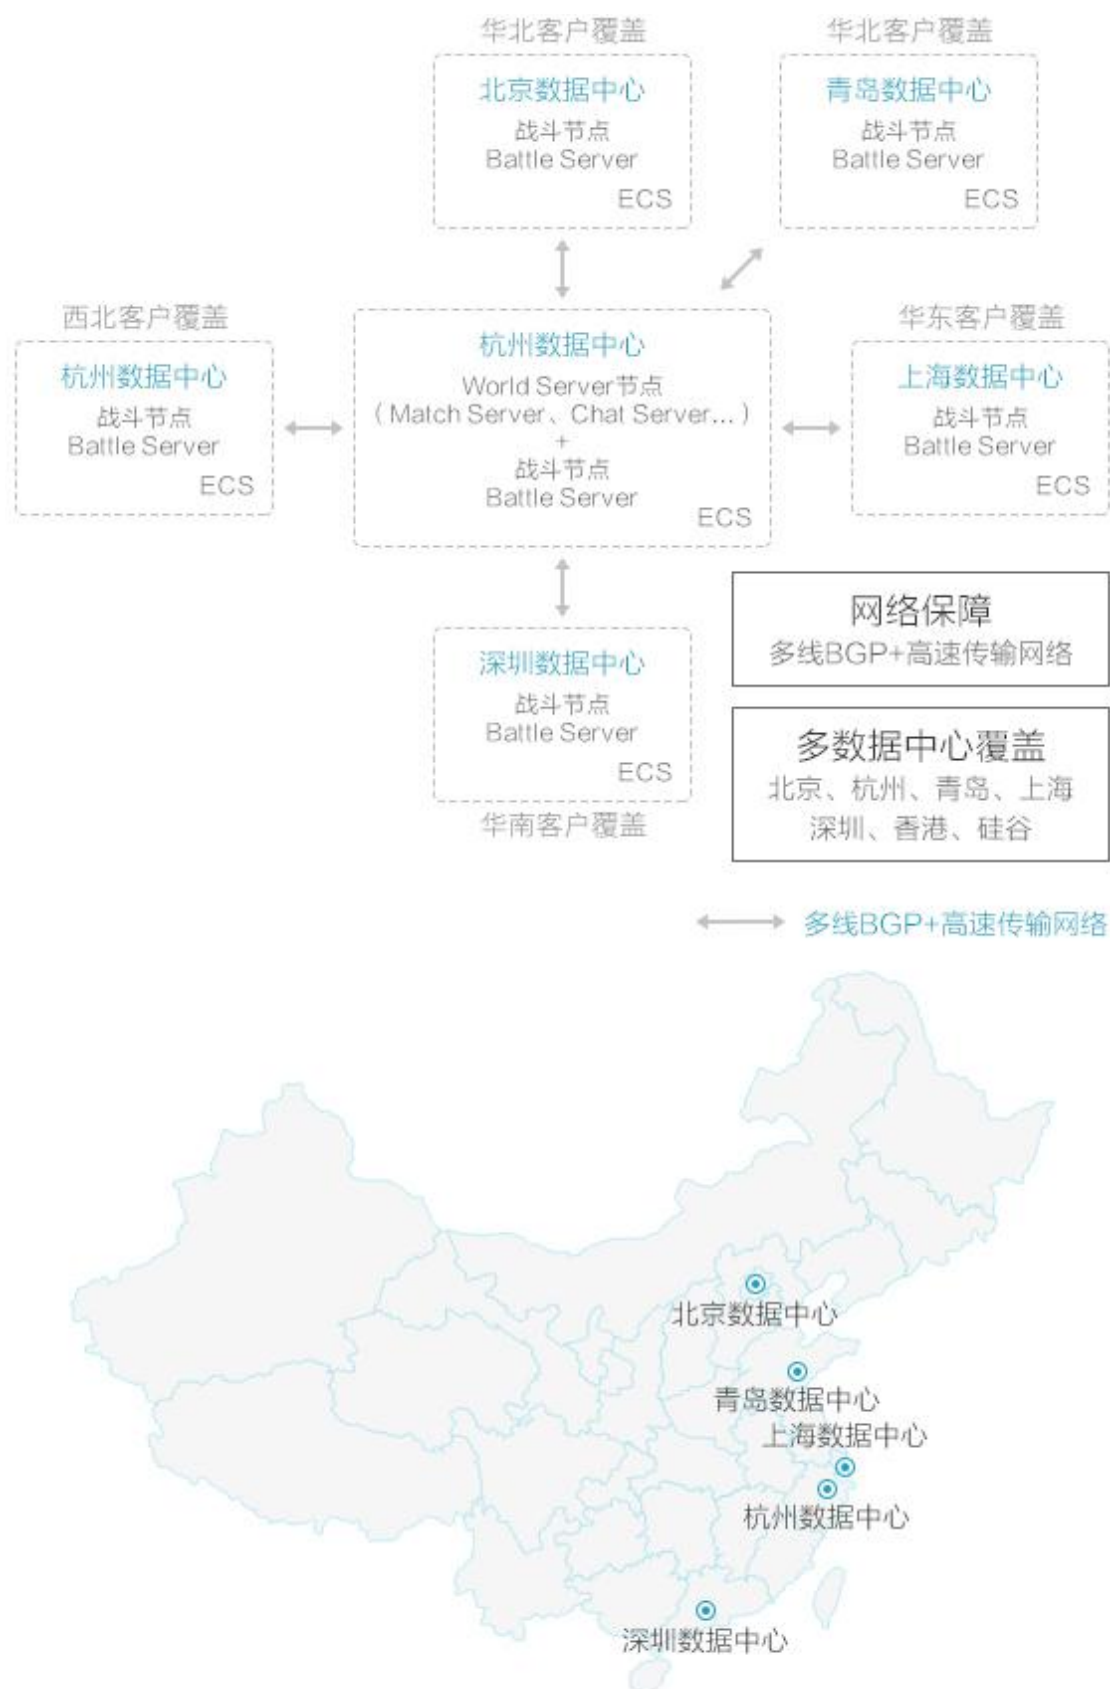 华北客户覆盖
北京数据中心
战斗节点
Battle Server
ECS
华北客户覆盖
青岛数据中心
战斗节点
Battle Server
ECS
西北客户覆盖
杭州数据中心
战斗节点
Battle Server
ECS
杭州数据中心
World Server节点
（Match Server、Chat Server...）
+
战斗节点
Battle Server
ECS
华东客户覆盖
上海数据中心
战斗节点
Battle Server
ECS
深圳数据中心
战斗节点
Battle Server
ECS
华南客户覆盖
网络保障
多线BGP+高速传输网络
多数据中心覆盖
北京、杭州、青岛、上海
深圳、香港、硅谷
多线BGP+高速传输网络
北京数据中心
青岛数据中心
上海数据中心
杭州数据中心
深圳数据中心